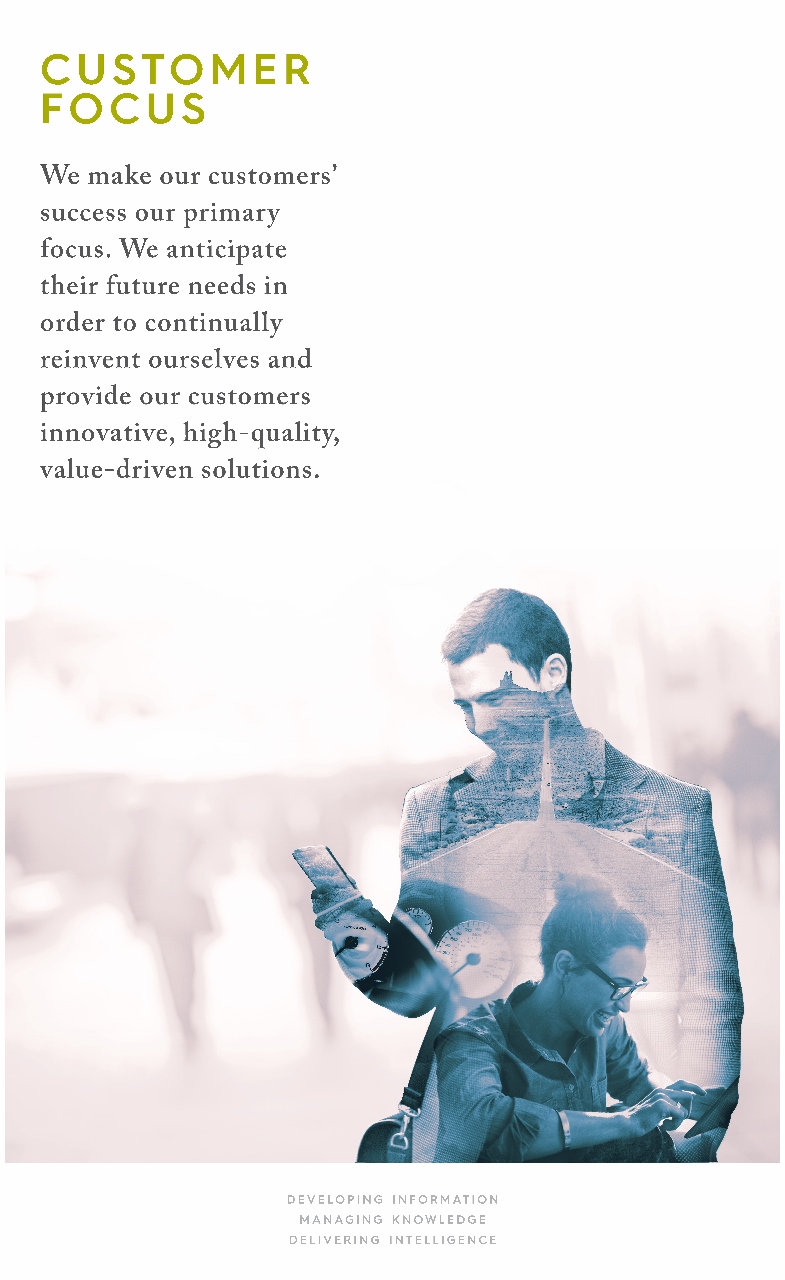 CUSTOMER
FOCUS
We make our customers’
success our primary
focus. We anticipate
their future needs in
order to continually
reinvent ourselves and
provide our customers
innovative, high-quality,
value-driven solutions.
DEVELOPING INFORMATION
MANAGING KNOWLEDGE
DELIVERING INTELLIGENCE